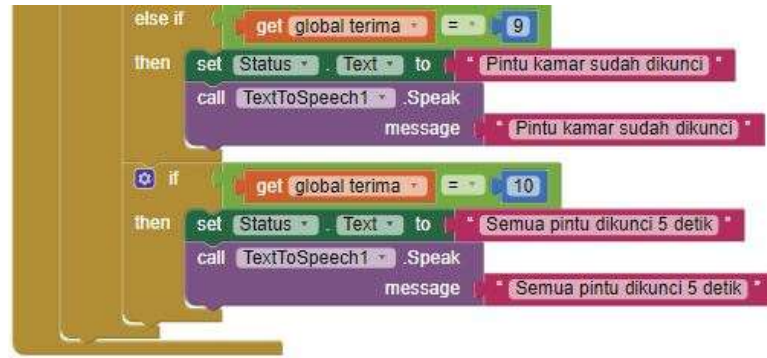 else if get global terima = 9
then set Status . Text to " Pintu kamar sudah dikunci "
call TextToSpeech1 .Speak
message " Pintu kamar sudah dikunci "
if get global terima = 10
then set Status . Text to " Semua pintu dikunci 5 detik "
call TextToSpeech1 .Speak
message " Semua pintu dikunci 5 detik "